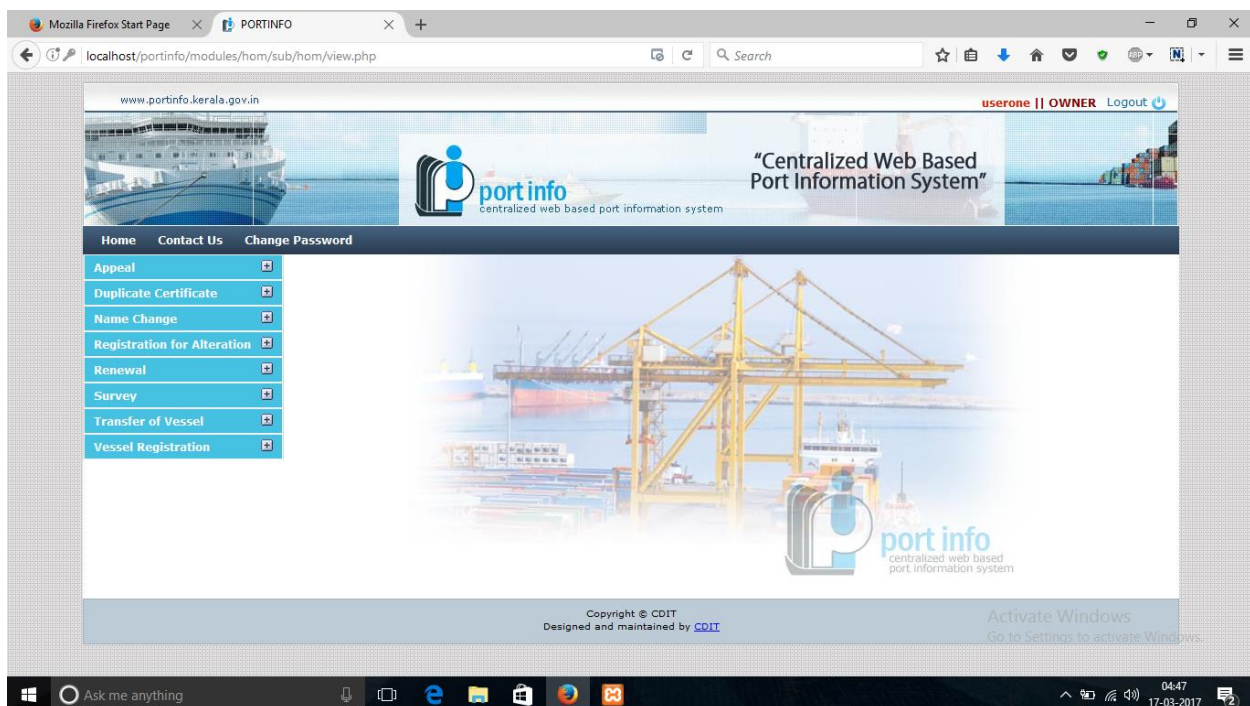 Mozilla Firefox Start Page
PORTINFO
localhost/portinfo/modules/hom/sub/hom/view.php
Search
ABP
N
www.portinfo.kerala.gov.in
userone || OWNER Logout
port info
centralized web based port information system
"Centralized Web Based
Port Information System"
Home Contact Us Change Password
Appeal
Duplicate Certificate
Name Change
Registration for Alteration
Renewal
Survey
Transfer of Vessel
Vessel Registration
port info
centralized web based
port information system
Copyright © CDIT
Designed and maintained by CDIT
Activate Windows
Go to Settings to activate Windows.
Ask me anything
04:47
17-03-2017
2